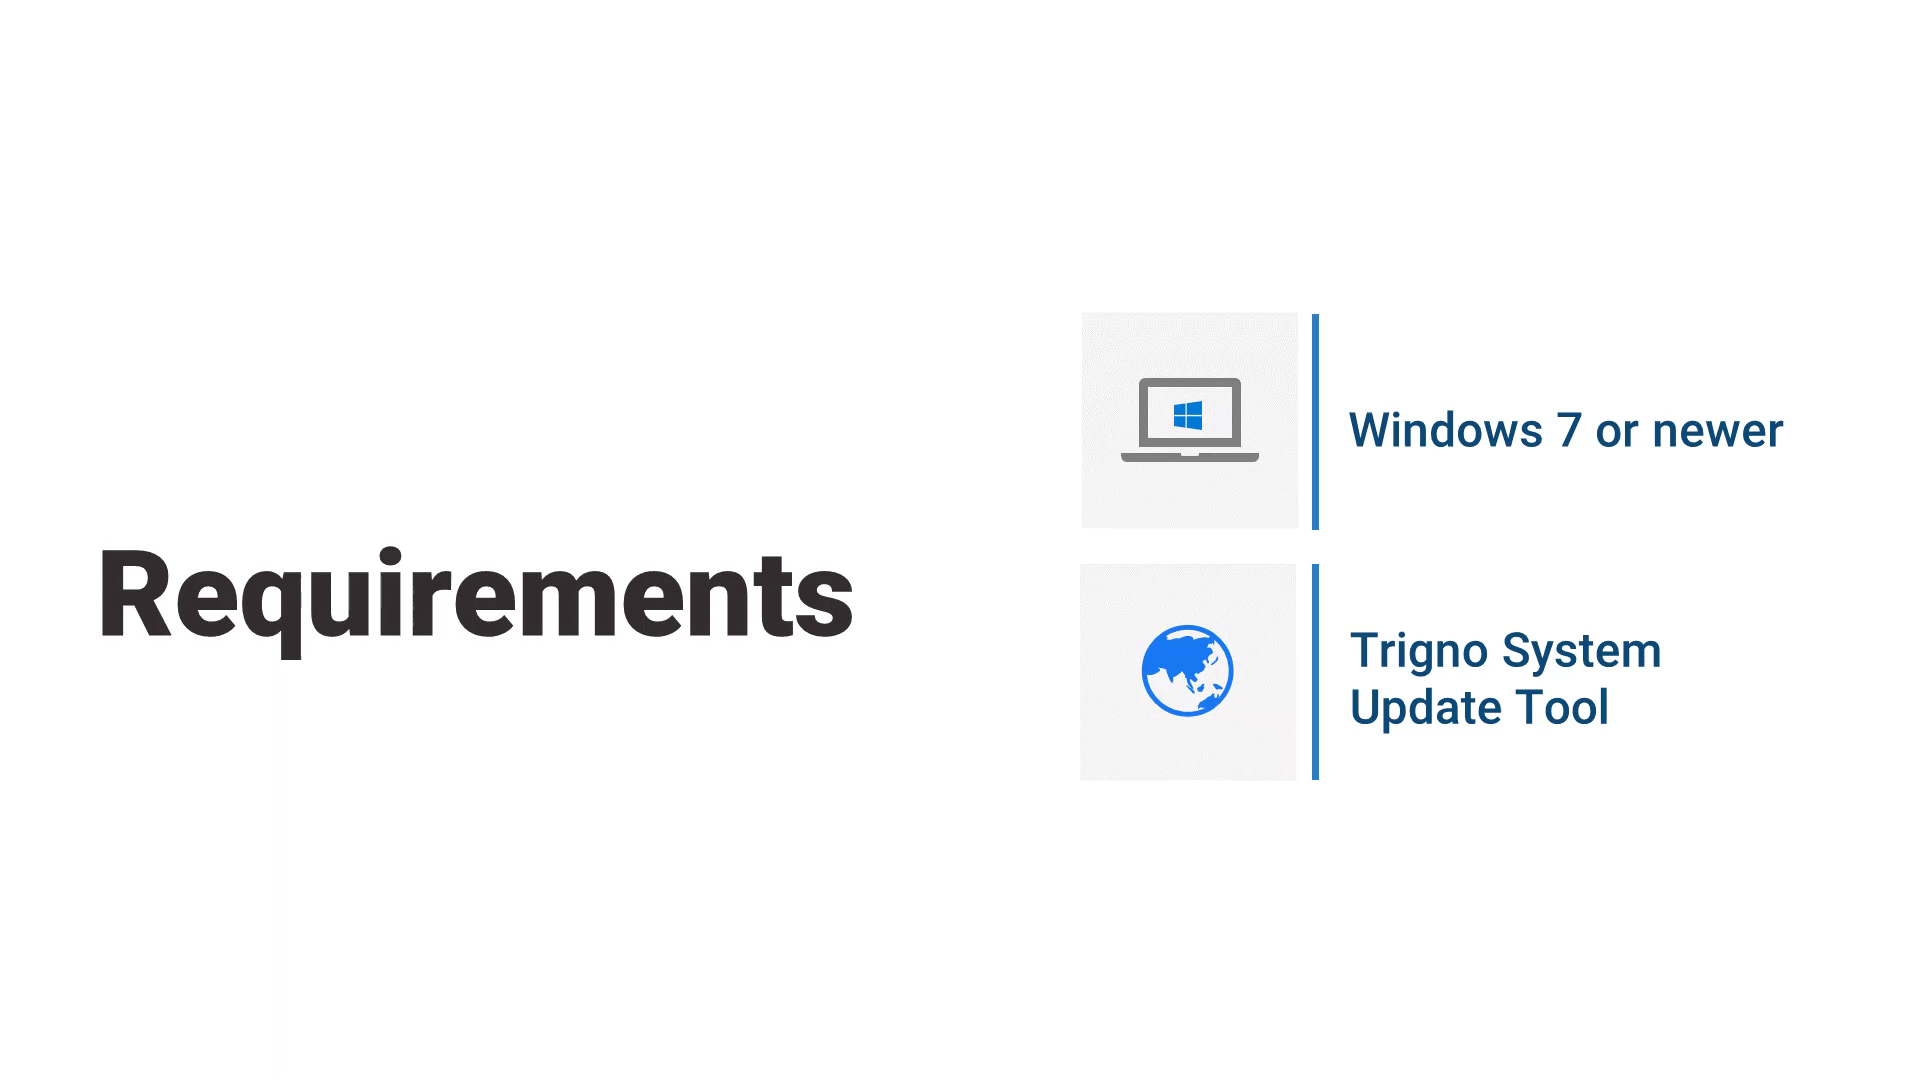 Requirements
Windows 7 or newer
Trigno System
Update Tool